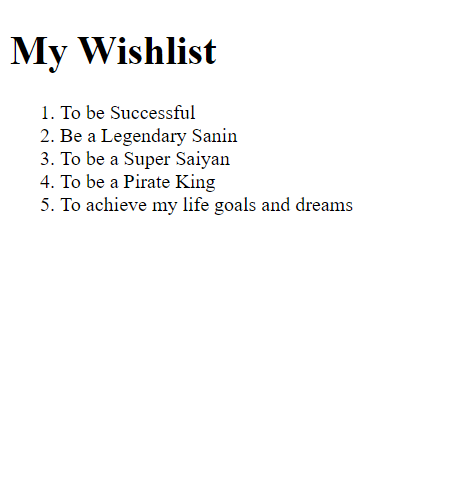 My Wishlist
1. To be Successful
2. Be a Legendary Sanin
3. To be a Super Saiyan
4. To be a Pirate King
5. To achieve my life goals and dreams